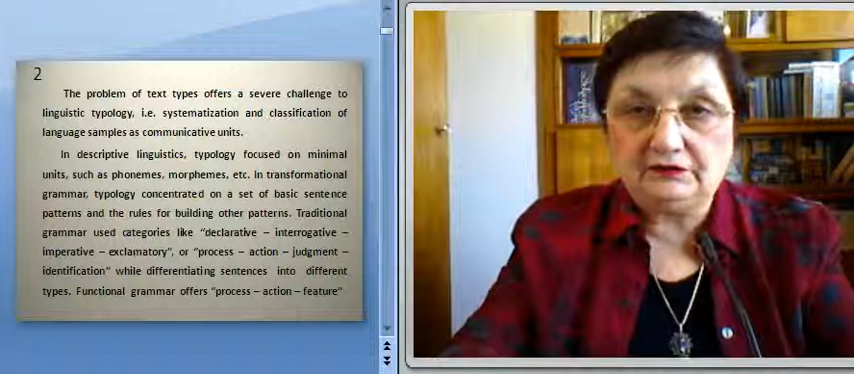 2
The problem of text types offers a severe challenge to
linguistic typology, i.e. systematization and classification of
language samples as communicative units.
In descriptive linguistics, typology focused on minimal
units, such as phonemes, morphemes, etc. In transformational
grammar, typology concentrated on a set of basic sentence
patterns and the rules for building other patterns. Traditional
grammar used categories like "declarative – interrogative –
imperative – exclamatory", or "process – action – judgment –
identification" while differentiating sentences into different
types. Functional grammar offers "process – action – feature"